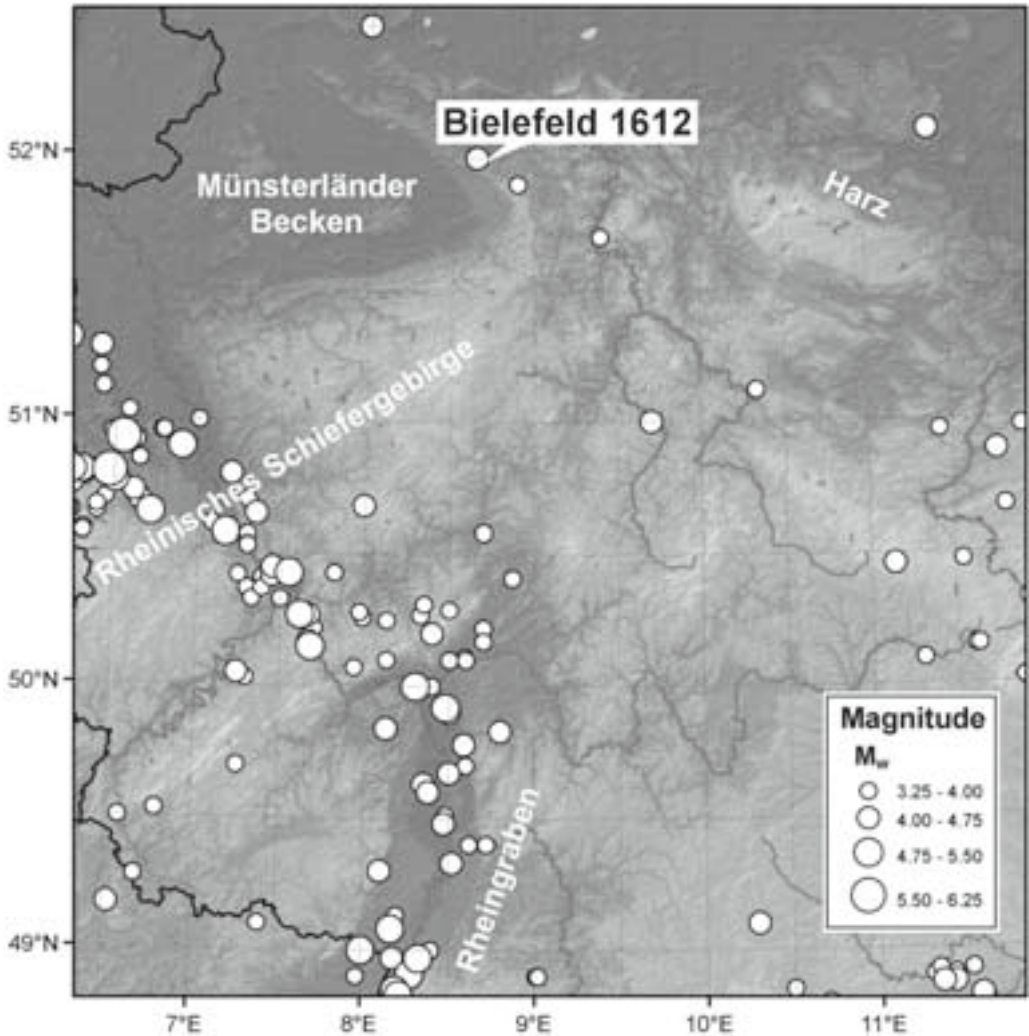 Bielefeld 1612
52°N
Münsterländer
Becken
Harz
51°N
Rheinisches Schiefergebirge
50°N
Rheingraben
49°N
Magnitude
Mw
3.25 - 4.00
4.00 - 4.75
4.75 - 5.50
5.50 - 6.25
7°E
8°E
9°E
10°E
11°E